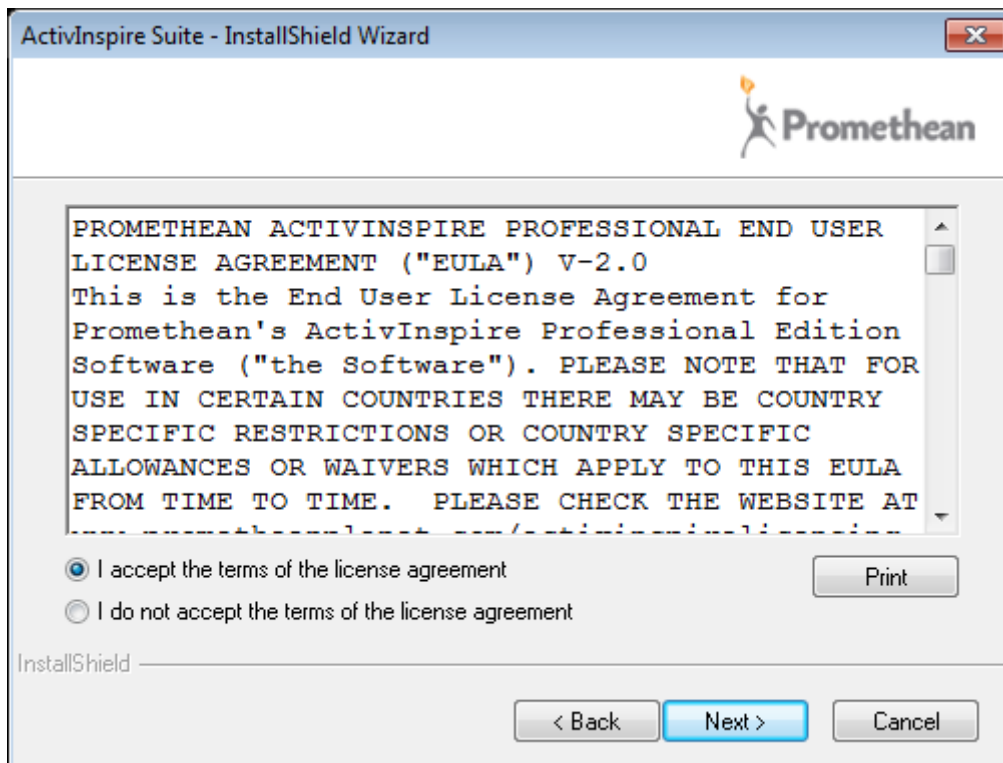 ActivInspire Suite - InstallShield Wizard
Promethean
PROMETHEAN ACTIVINSPIRE PROFESSIONAL END USER
LICENSE AGREEMENT ("EULA") V-2.0
This is the End User License Agreement for
Promethean's ActivInspire Professional Edition
Software ("the Software"). PLEASE NOTE THAT FOR
USE IN CERTAIN COUNTRIES THERE MAY BE COUNTRY
SPECIFIC RESTRICTIONS OR COUNTRY SPECIFIC
ALLOWANCES OR WAIVERS WHICH APPLY TO THIS EULA
FROM TIME TO TIME.  PLEASE CHECK THE WEBSITE AT
I accept the terms of the license agreement
Print
I do not accept the terms of the license agreement
InstallShield
< Back
Next >
Cancel